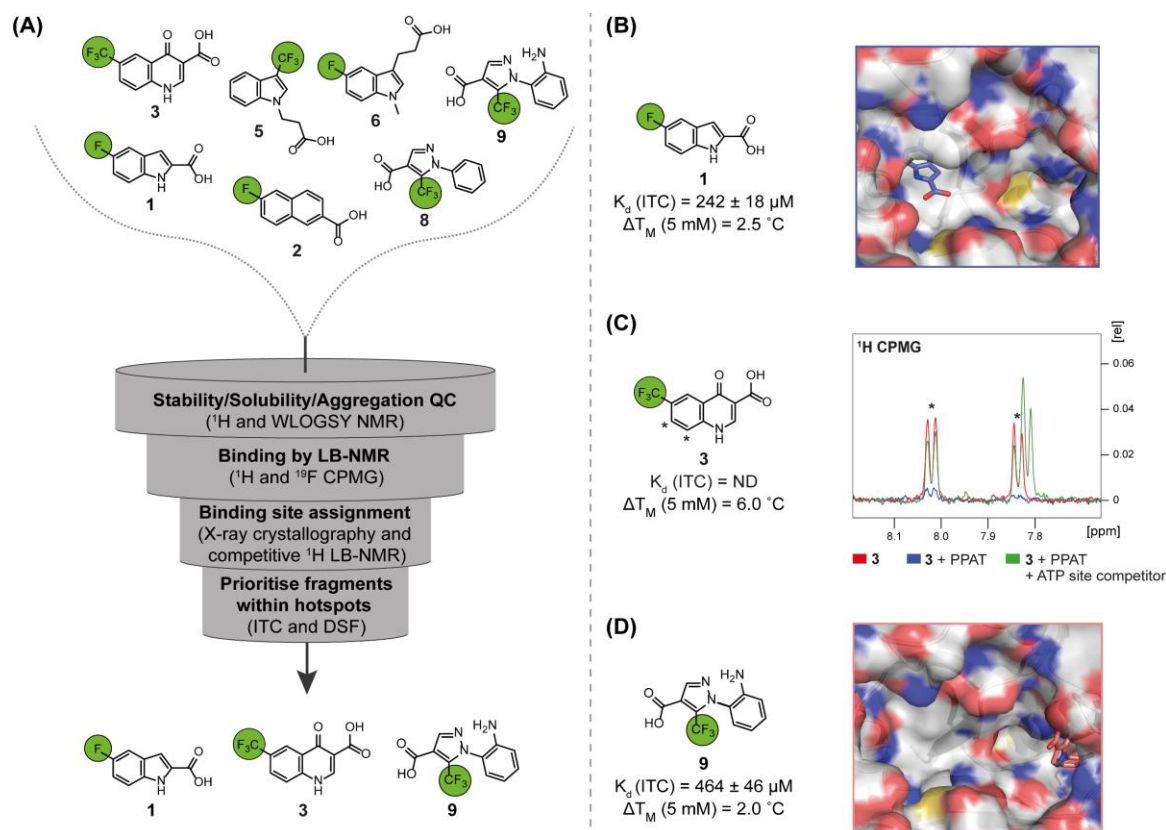 (A)
F₃C
O
O
OH
N
H
3
CF₃
N
O
OH
5
O
OH
F
N
6
H₂N
N
N
O
HO
CF₃
9
F
N
H
O
OH
1
F
O
OH
2
N
N
O
HO
CF₃
8
Stability/Solubility/Aggregation QC
(¹H and WLOGSY NMR)
Binding by LB-NMR
(¹H and ¹⁹F CPMG)
Binding site assignment
(X-ray crystallography and
competitive ¹H LB-NMR)
Prioritise fragments
within hotspots
(ITC and DSF)
F
N
H
O
OH
1
F₃C
O
OH
O
N
H
3
H₂N
N
N
O
HO
CF₃
9
(B)
F
N
H
O
OH
1
K_d (ITC) = 242 ± 18 µM
ΔT_M (5 mM) = 2.5 ˚C
(C)
F₃C
O
OH
O
N
H
*
*
3
K_d (ITC) = ND
ΔT_M (5 mM) = 6.0 ˚C
¹H CPMG
[rel]
0.06
0.04
0.02
0
*
*
8.1
8.0
7.9
7.8
[ppm]
3
3 + PPAT
3 + PPAT
+ ATP site competitor
(D)
H₂N
N
N
O
HO
CF₃
9
K_d (ITC) = 464 ± 46 µM
ΔT_M (5 mM) = 2.0 ˚C